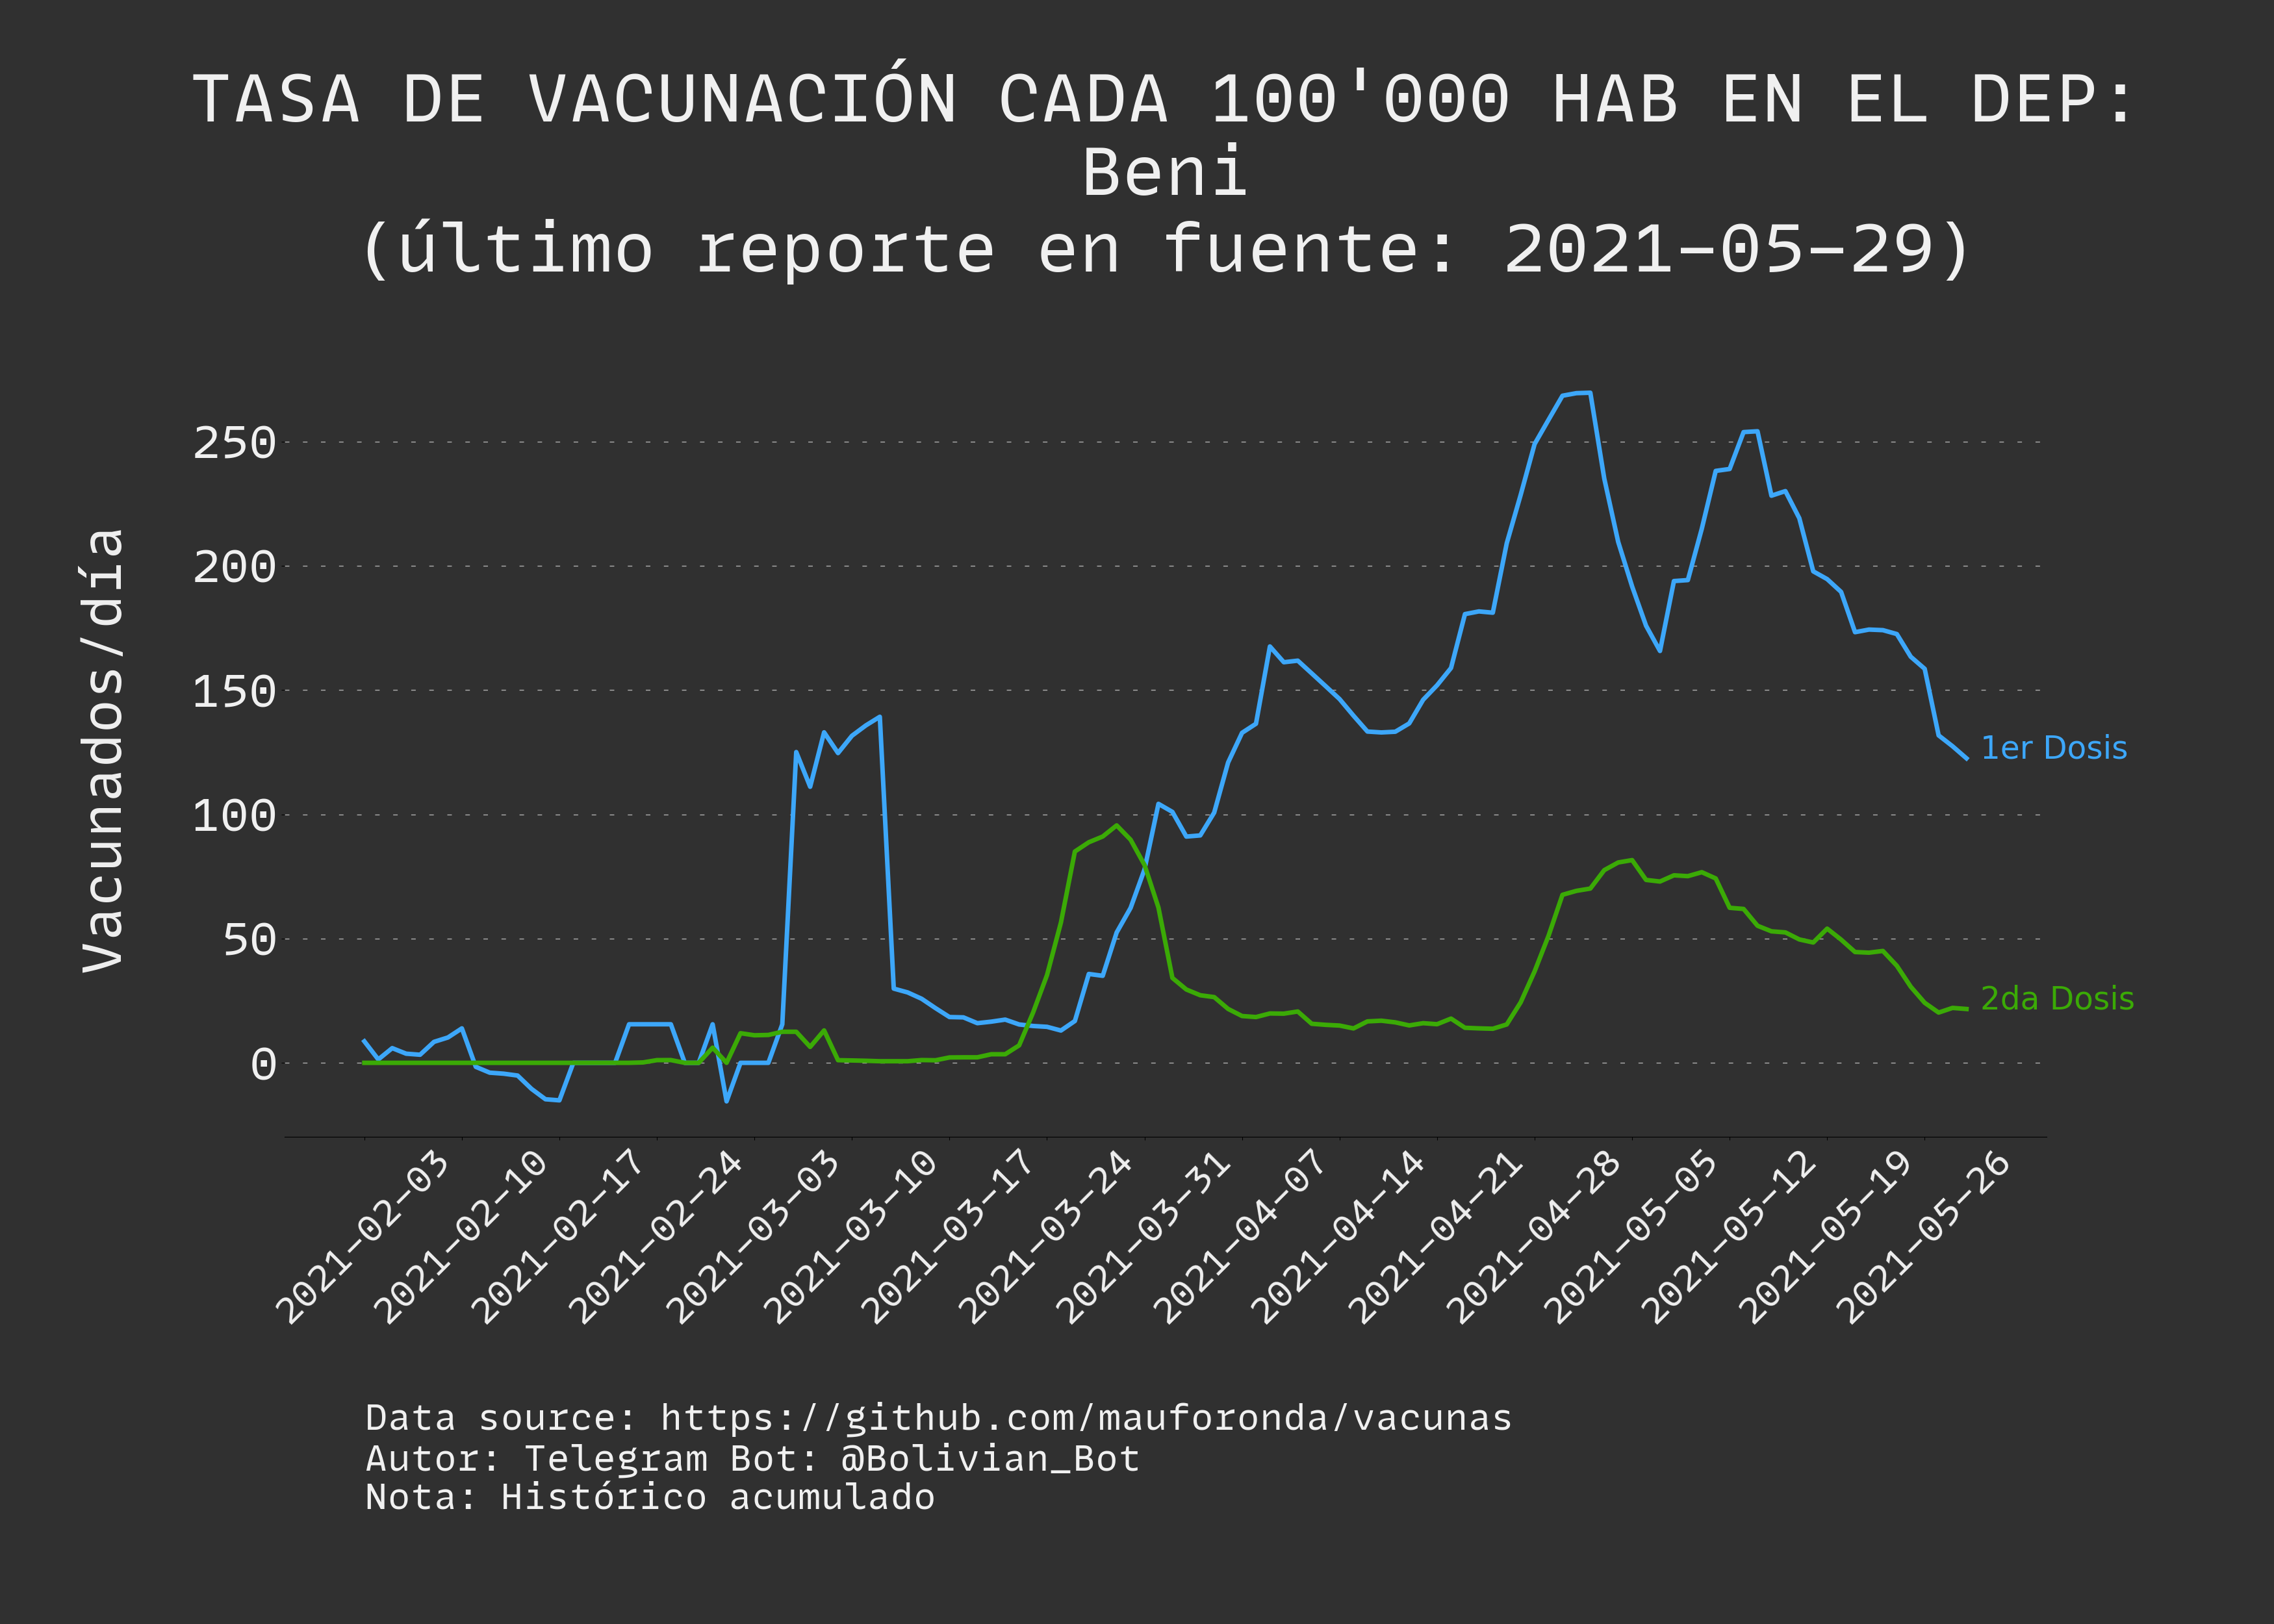 TASA DE VACUNACIÓN CADA 100'000 HAB EN EL DEP:
Beni
(último reporte en fuente: 2021-05-29)
Vacunados/día
250
200
150
100
50
0
1er Dosis
2da Dosis
2021-02-03
2021-02-10
2021-02-17
2021-02-24
2021-03-03
2021-03-10
2021-03-17
2021-03-24
2021-03-31
2021-04-07
2021-04-14
2021-04-21
2021-04-28
2021-05-05
2021-05-12
2021-05-19
2021-05-26
Data source: https://github.com/mauforonda/vacunas
Autor: Telegram Bot: @Bolivian_Bot
Nota: Histórico acumulado